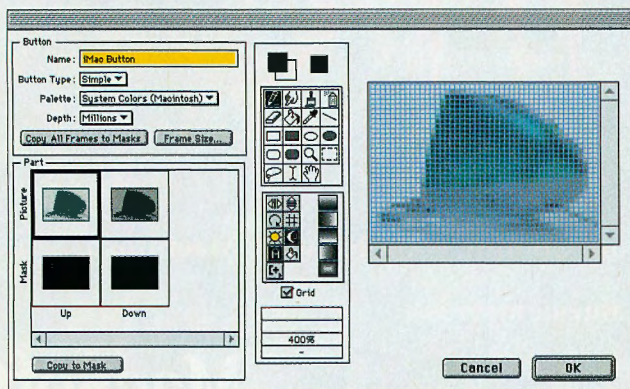 Button
Name: iMac Button
Button Type: Simple
Palette: System Colors (Macintosh)
Depth: Millions
Copy All Frames to Masks
Frame Size...
Part
Picture
Mask
Up
Down
Copy to Mask
Grid
400%
Cancel
OK